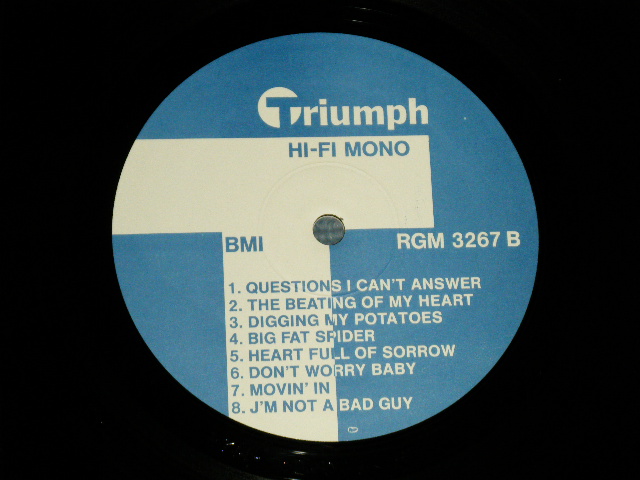 Triumph
HI-FI MONO
BMI
RGM 3267 B
1. QUESTIONS I CAN'T ANSWER
2. THE BEATING OF MY HEART
3. DIGGING MY POTATOES
4. BIG FAT SPIDER
5. HEART FULL OF SORROW
6. DON'T WORRY BABY
7. MOVIN' IN
8. J'M NOT A BAD GUY